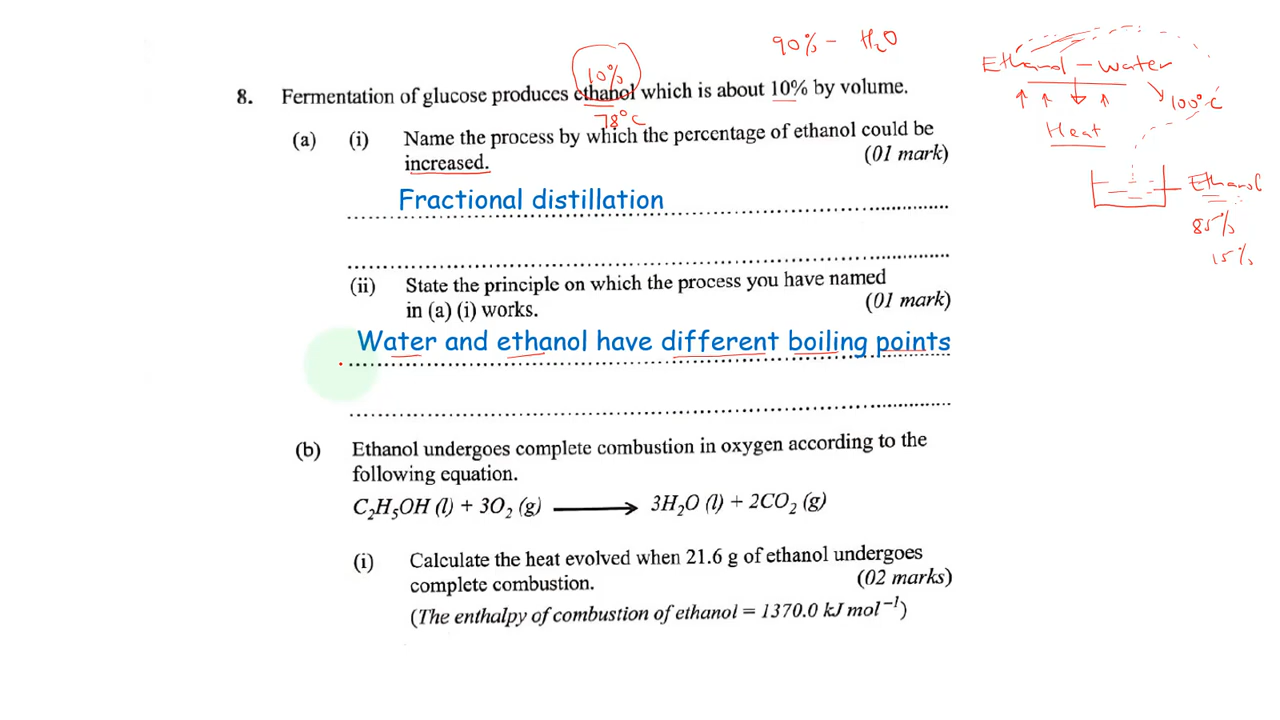 90% - H₂O
Ethanol - water
10%
8. Fermentation of glucose produces ethanol which is about 10% by volume.
100°C
78°C
Heat
(a) (i) Name the process by which the percentage of ethanol could be
increased. (01 mark)
Ethanol
Fractional distillation
85%
15%
(ii) State the principle on which the process you have named
in (a) (i) works. (01 mark)
Water and ethanol have different boiling points
(b) Ethanol undergoes complete combustion in oxygen according to the
following equation.
C₂H₅OH (l) + 3O₂ (g) ⟶ 3H₂O (l) + 2CO₂ (g)
(i) Calculate the heat evolved when 21.6 g of ethanol undergoes
complete combustion. (02 marks)
(The enthalpy of combustion of ethanol = 1370.0 kJ mol⁻¹)